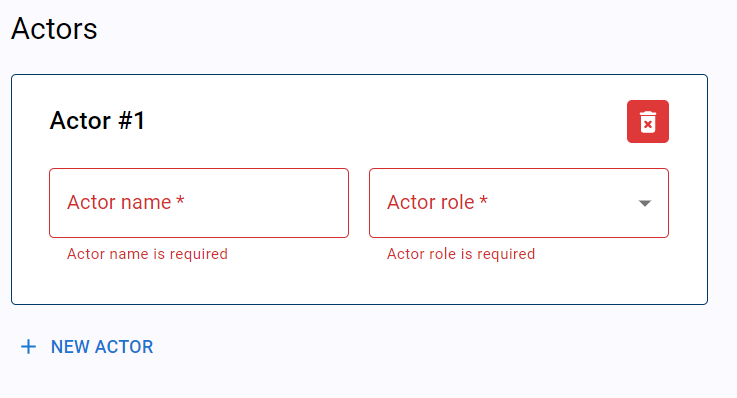 Actors
Actor #1
Actor name *
Actor role *
Actor name is required
Actor role is required
NEW ACTOR